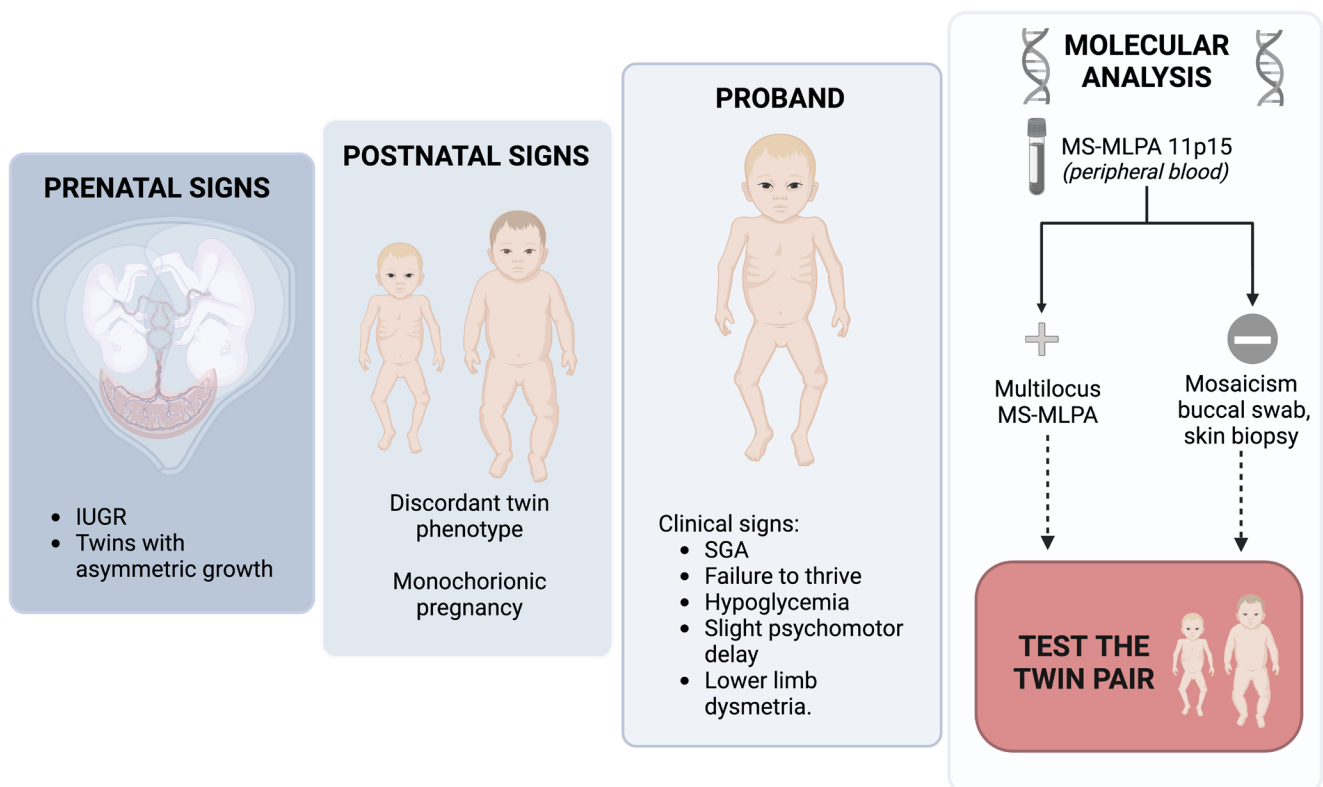 PRENATAL SIGNS
• IUGR
• Twins with
asymmetric growth
POSTNATAL SIGNS
Discordant twin
phenotype
Monochorionic
pregnancy
PROBAND
Clinical signs:
• SGA
• Failure to thrive
• Hypoglycemia
• Slight psychomotor
delay
• Lower limb
dysmetria.
MOLECULAR
ANALYSIS
MS-MLPA 11p15
(peripheral blood)
Multilocus
MS-MLPA
Mosaicism
buccal swab,
skin biopsy
TEST THE
TWIN PAIR